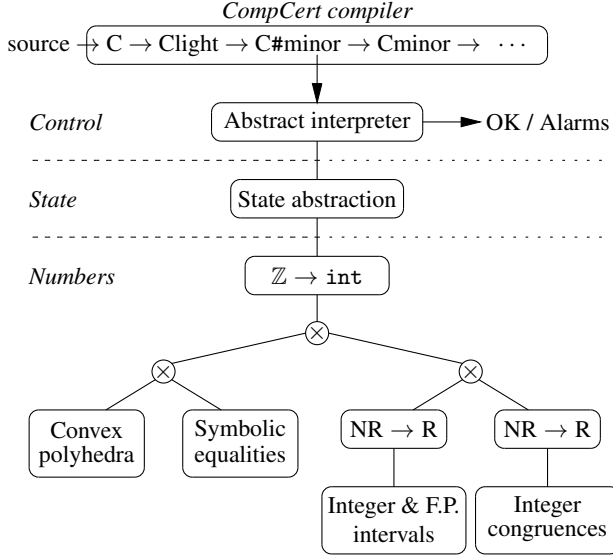 CompCert compiler
source → C → Clight → C#minor → Cminor → ···
Control
Abstract interpreter
OK / Alarms
State
State abstraction
Numbers
ℤ → int
⊗
⊗
⊗
Convex
polyhedra
Symbolic
equalities
NR → R
NR → R
Integer & F.P.
intervals
Integer
congruences